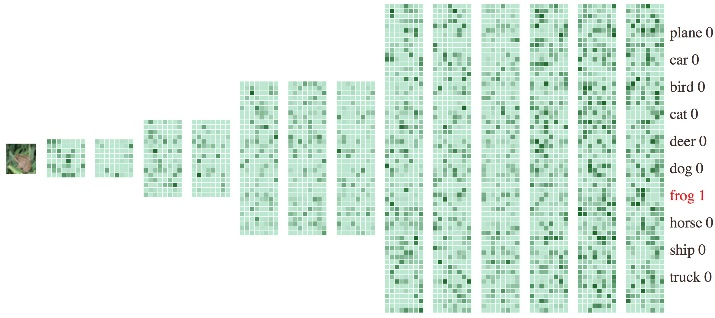 plane 0
car 0
bird 0
cat 0
deer 0
dog 0
frog 1
horse 0
ship 0
truck 0